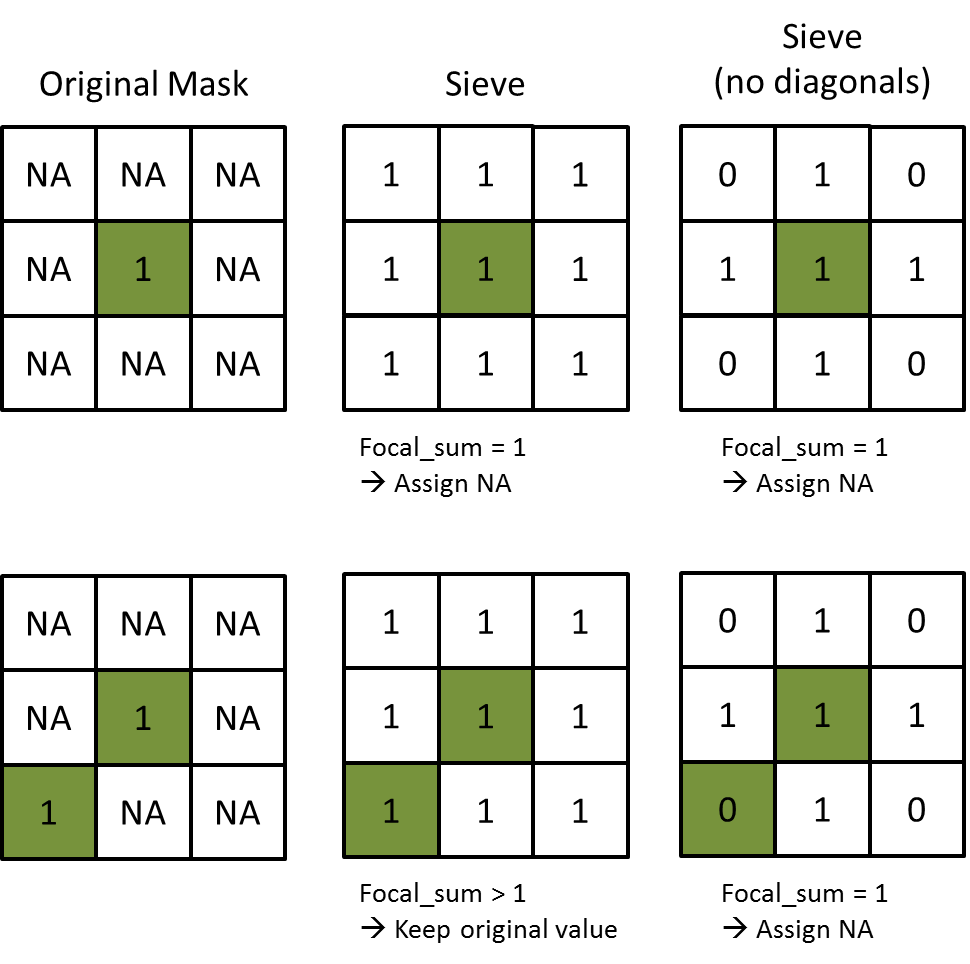 Original Mask
Sieve
Sieve
(no diagonals)
NA NA NA
NA 1 NA
NA NA NA
1 1 1
1 1 1
1 1 1
0 1 0
1 1 1
0 1 0
Focal_sum = 1
→ Assign NA
Focal_sum = 1
→ Assign NA
NA NA NA
NA 1 NA
1 NA NA
1 1 1
1 1 1
1 1 1
0 1 0
1 1 1
0 1 0
Focal_sum > 1
→ Keep original value
Focal_sum = 1
→ Assign NA